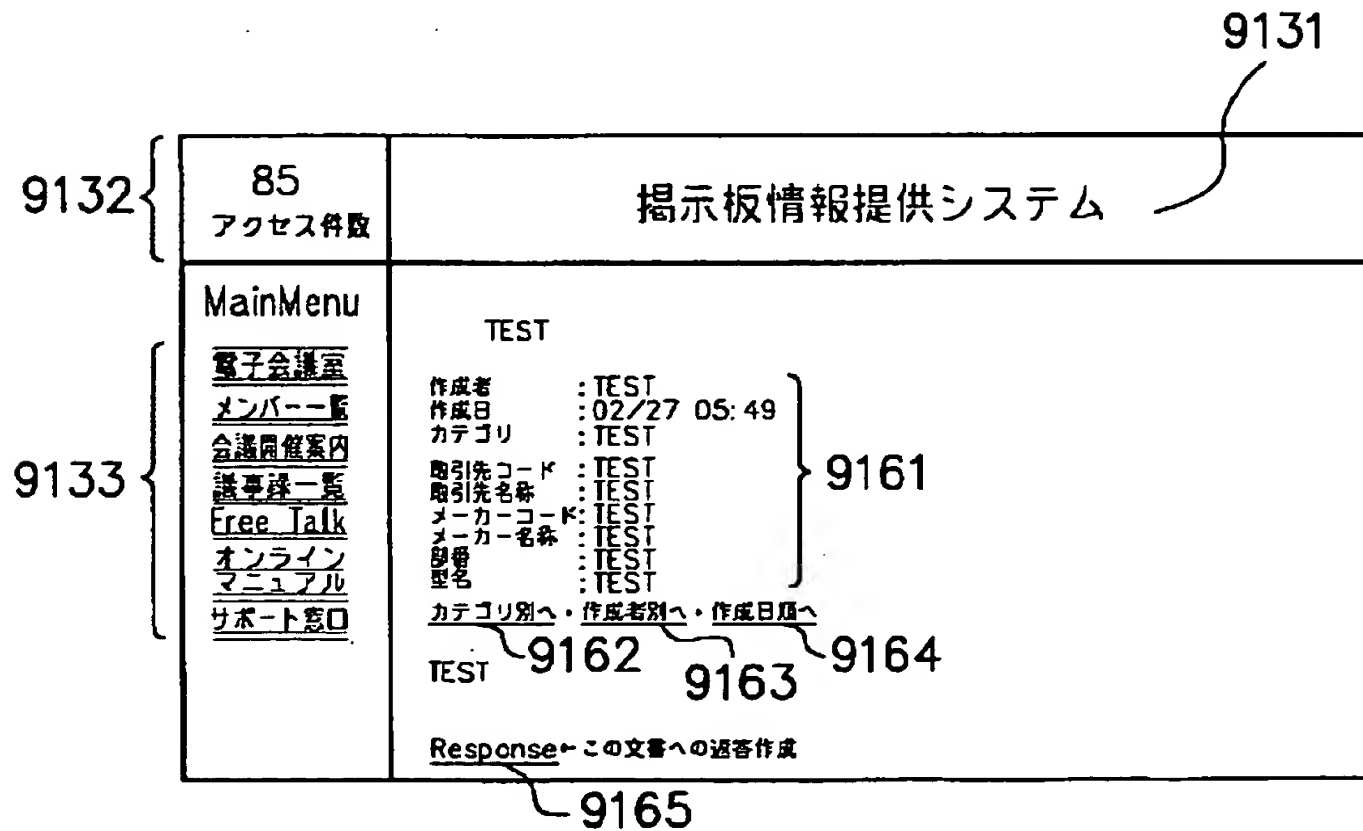 9131
9132
85
アクセス件数
掲示板情報提供システム
MainMenu
9133
電子会議室
メンバー一覧
会議開催案内
議事録一覧
Free Talk
オンライン
マニュアル
サポート窓口
TEST
作成者 :TEST
作成日 :02/27 05:49
カテゴリ :TEST
取引先コード :TEST
取引先名称 :TEST
メーカーコード:TEST
メーカー名称 :TEST
部番 :TEST
型名 :TEST
9161
カテゴリ別へ・作成者別へ・作成日順へ
9162
9163
9164
TEST
Response←この文書への返答作成
9165